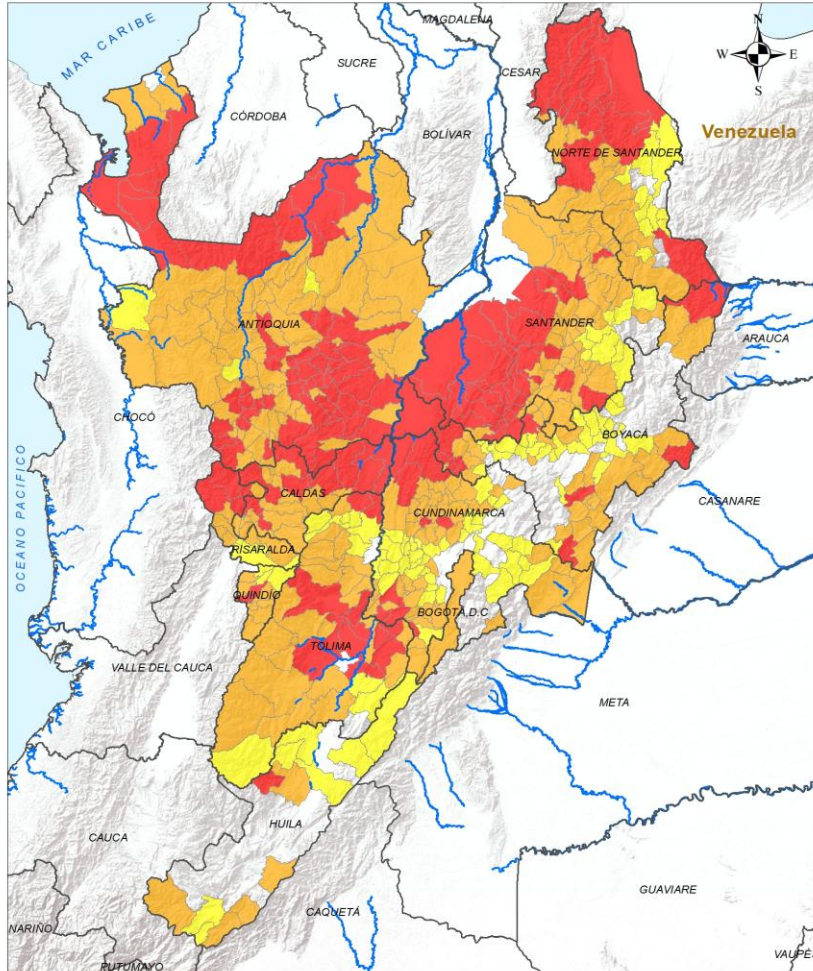 MAGDALENA
N
W E
S
MAR CARIBE
SUCRE
CESAR
CÓRDOBA
BOLÍVAR
Venezuela
NORTE DE SANTANDER
ANTIOQUIA
SANTANDER
ARAUCA
CHOCÓ
BOYACÁ
OCEANO PACIFICO
CALDAS
CUNDINAMARCA
CASANARE
RISARALDA
QUINDÍO
BOGOTÁ,D.C
TOLIMA
VALLE DEL CAUCA
META
HUILA
CAUCA
GUAVIARE
CAQUETÁ
NARIÑO
PUTUMAYO
VAUPÉS